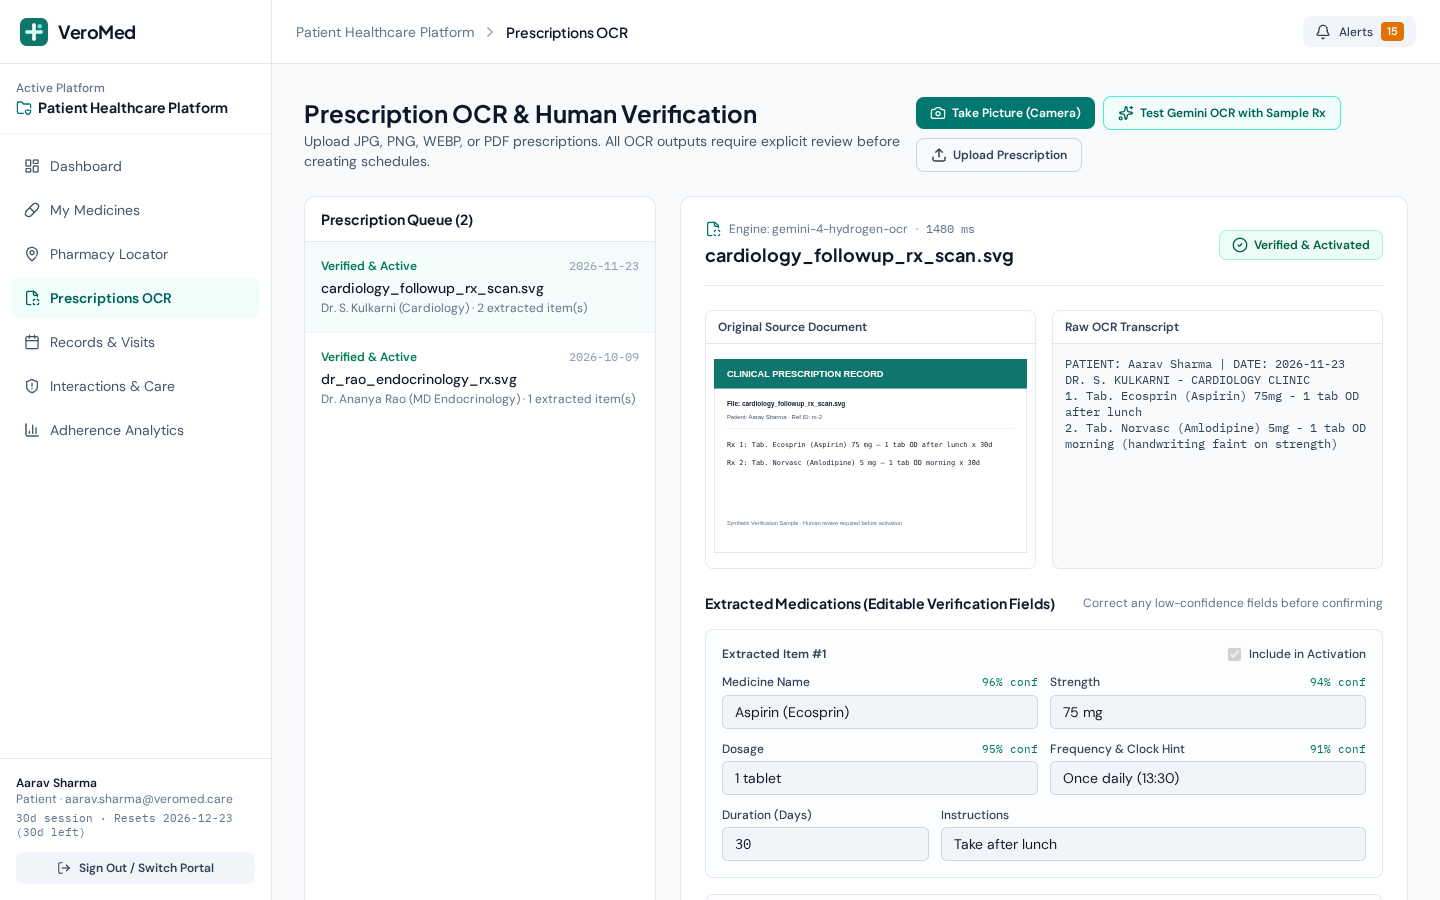 VeroMed
Active Platform
Patient Healthcare Platform
Dashboard
My Medicines
Pharmacy Locator
Prescriptions OCR
Records & Visits
Interactions & Care
Adherence Analytics
Aarav Sharma
Patient · aarav.sharma@veromed.care
30d session · Resets 2026-12-23
(30d left)
Sign Out / Switch Portal
Patient Healthcare Platform > Prescriptions OCR
Alerts 15
Prescription OCR & Human Verification
Upload JPG, PNG, WEBP, or PDF prescriptions. All OCR outputs require explicit review before
creating schedules.
Take Picture (Camera)
Test Gemini OCR with Sample Rx
Upload Prescription
Prescription Queue (2)
Verified & Active 2026-11-23
cardiology_followup_rx_scan.svg
Dr. S. Kulkarni (Cardiology) · 2 extracted item(s)
Verified & Active 2026-10-09
dr_rao_endocrinology_rx.svg
Dr. Ananya Rao (MD Endocrinology) · 1 extracted item(s)
Engine: gemini-4-hydrogen-ocr · 1480 ms
cardiology_followup_rx_scan.svg
Verified & Activated
Original Source Document
CLINICAL PRESCRIPTION RECORD
File: cardiology_followup_rx_scan.svg
Patient: Aarav Sharma · Ref ID: rx-2
Rx 1: Tab. Ecosprin (Aspirin) 75 mg — 1 tab OD after lunch x 30d
Rx 2: Tab. Norvasc (Amlodipine) 5 mg — 1 tab OD morning x 30d
Synthetic Verification Sample · Human review required before activation
Raw OCR Transcript
PATIENT: Aarav Sharma | DATE: 2026-11-23
DR. S. KULKARNI - CARDIOLOGY CLINIC
1. Tab. Ecosprin (Aspirin) 75mg - 1 tab OD
after lunch
2. Tab. Norvasc (Amlodipine) 5mg - 1 tab OD
morning (handwriting faint on strength)
Extracted Medications (Editable Verification Fields)
Correct any low-confidence fields before confirming
Extracted Item #1
Include in Activation
Medicine Name 96% conf
Aspirin (Ecosprin)
Strength 94% conf
75 mg
Dosage 95% conf
1 tablet
Frequency & Clock Hint 91% conf
Once daily (13:30)
Duration (Days)
30
Instructions
Take after lunch